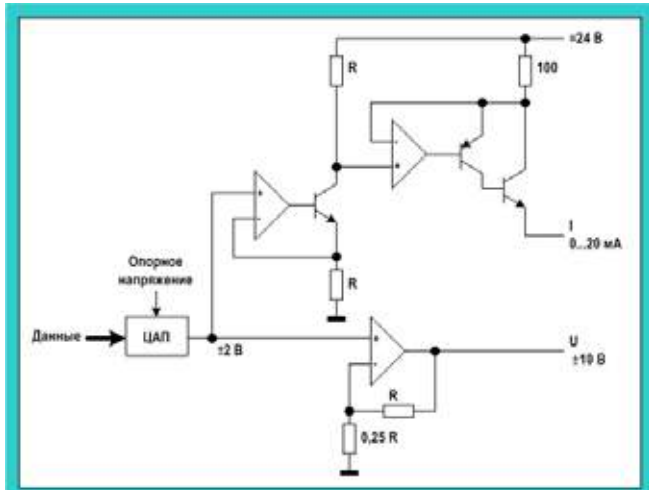 =24 В
R
100
-
+
+
-
I
0...20 мА
R
Опорное
напряжение
Данные
ЦАП
±2 В
+
-
U
±10 В
R
0,25 R